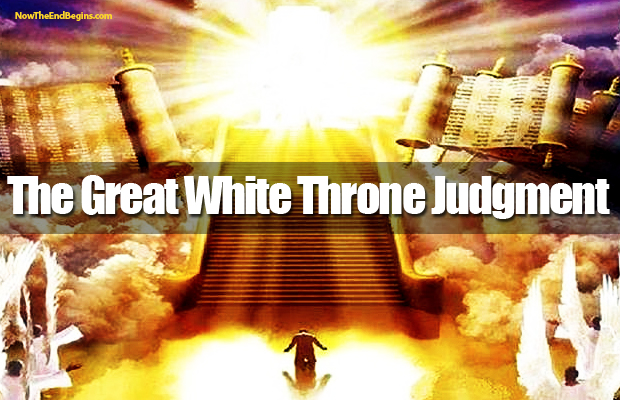 NowTheEndBegins.com
The Great White Throne Judgment